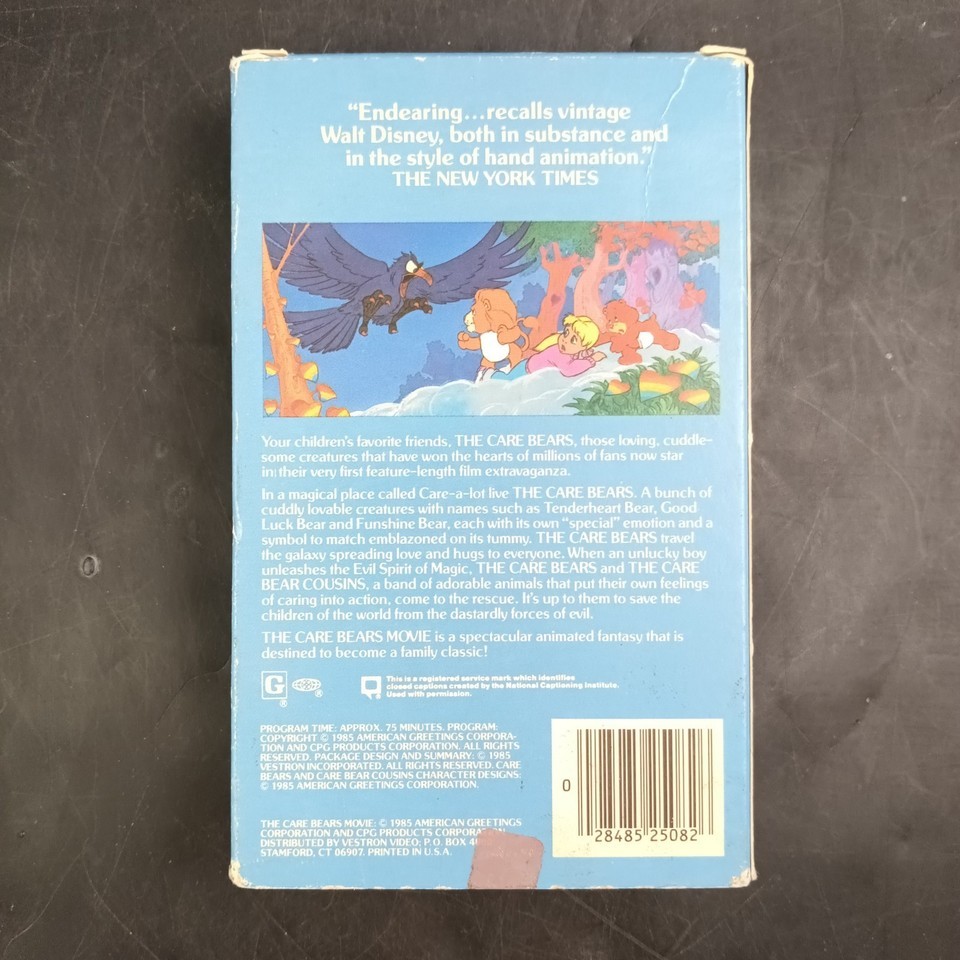 “Endearing...recalls vintage
Walt Disney, both in substance and
in the style of hand animation.”
THE NEW YORK TIMES
Your children's favorite friends, THE CARE BEARS, those loving, cuddle-
some creatures that have won the hearts of millions of fans now star
in their very first feature-length film extravaganza.
In a magical place called Care-a-lot live THE CARE BEARS. A bunch of
cuddly lovable creatures with names such as Tenderheart Bear, Good
Luck Bear and Funshine Bear, each with its own “special” emotion and a
symbol to match emblazoned on its tummy. THE CARE BEARS travel
the galaxy spreading love and hugs to everyone. When an unlucky boy
unleashes the Evil Spirit of Magic, THE CARE BEARS and THE CARE
BEAR COUSINS, a band of adorable animals that put their own feelings
of caring into action, come to the rescue. It's up to them to save the
children of the world from the dastardly forces of evil.
THE CARE BEARS MOVIE is a spectacular animated fantasy that is
destined to become a family classic!
G ® ®
This is a registered service mark which identifies
closed captions created by the National Captioning Institute.
Used with permission.
PROGRAM TIME: APPROX. 75 MINUTES. PROGRAM:
COPYRIGHT © 1985 AMERICAN GREETINGS CORPORA-
TION AND CPG PRODUCTS CORPORATION. ALL RIGHTS
RESERVED. PACKAGE DESIGN AND SUMMARY: © 1985
VESTRON INCORPORATED. ALL RIGHTS RESERVED. CARE
BEARS AND CARE BEAR COUSINS CHARACTER DESIGNS:
© 1985 AMERICAN GREETINGS CORPORATION.
THE CARE BEARS MOVIE: © 1985 AMERICAN GREETINGS
CORPORATION AND CPG PRODUCTS
DISTRIBUTED BY VESTRON VIDEO; P.O. BOX
STAMFORD, CT 06907. PRINTED IN U.S.A.
0 28485 25082